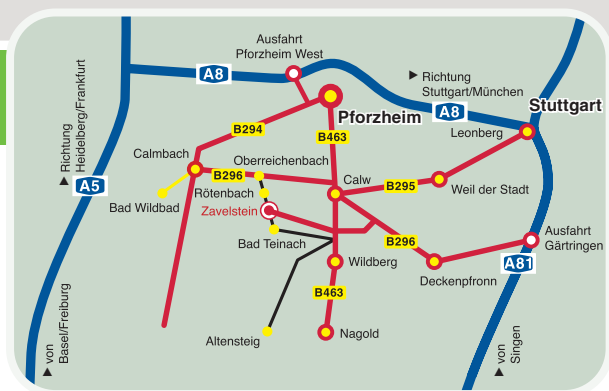 Ausfahrt
Pforzheim West
A8
Richtung
Stuttgart/München
A8
Stuttgart
Pforzheim
Leonberg
Richtung
Heidelberg/Frankfurt
B294
B463
Calmbach
Oberreichenbach
B296
Calw
B295
Weil der Stadt
A5
Rötenbach
Bad Wildbad
Zavelstein
Bad Teinach
B296
Ausfahrt
Gärtringen
A81
Wildberg
Deckenpfronn
B463
von
Basel/Freiburg
Altensteig
Nagold
von
Singen